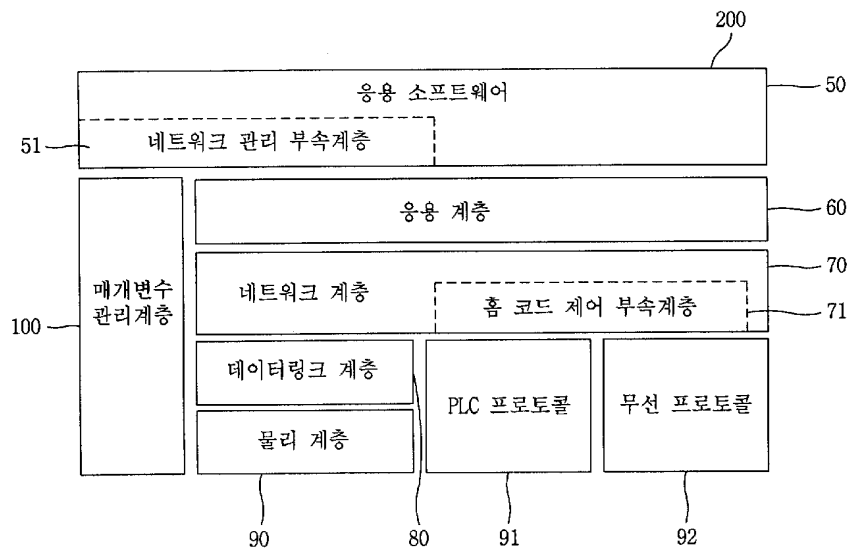 200
응용 소프트웨어
50
51
네트워크 관리 부속계층
응용 계층
60
매개변수
관리계층
100
네트워크 계층
70
홈 코드 제어 부속계층
71
데이터링크 계층
PLC 프로토콜
무선 프로토콜
물리 계층
90
80
91
92